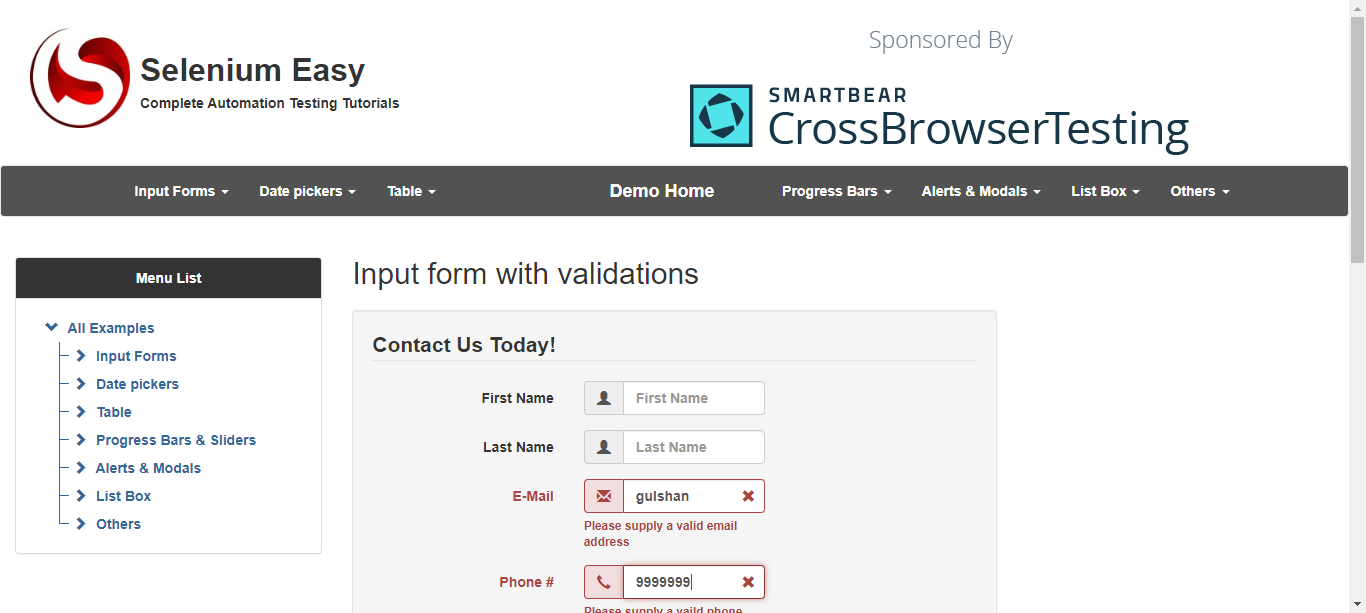 Selenium Easy
Complete Automation Testing Tutorials
Sponsored By
SMARTBEAR
CrossBrowserTesting
Input Forms Date pickers Table Demo Home Progress Bars Alerts & Modals List Box Others
Menu List
All Examples
Input Forms
Date pickers
Table
Progress Bars & Sliders
Alerts & Modals
List Box
Others
Input form with validations
Contact Us Today!
First Name First Name
Last Name Last Name
E-Mail gulshan
Please supply a valid email
address
Phone # 9999999
Please supply a vaild phone